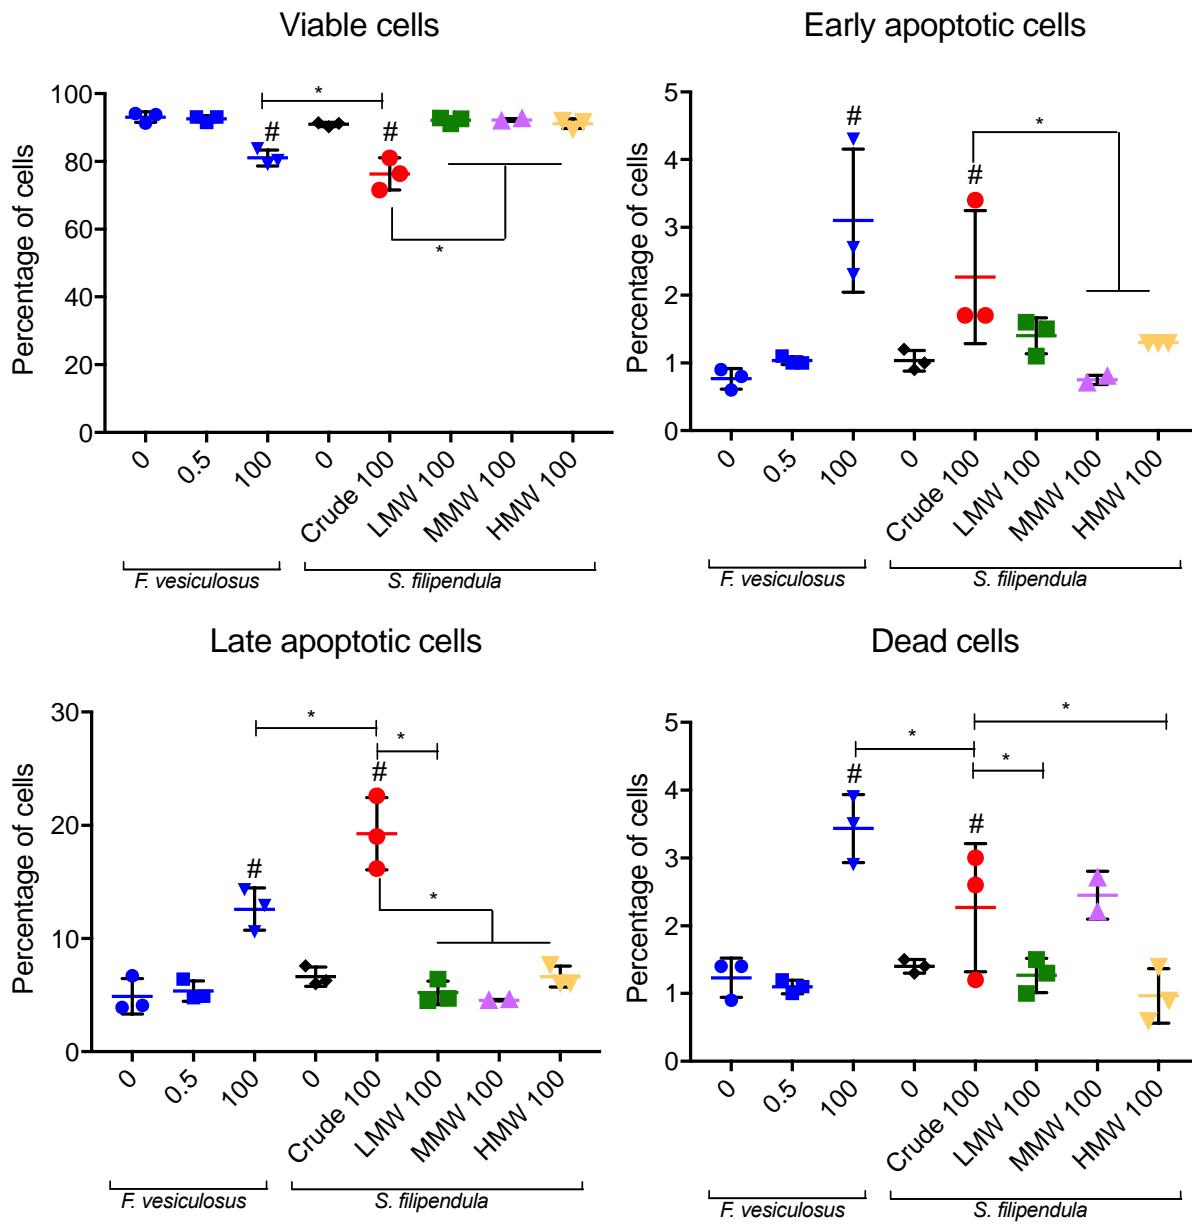 Viable cells
Percentage of cells
100
80
60
40
20
0
*
#
#
*
0
0.5
100
0
Crude 100
LMW 100
MMW 100
HMW 100
F. vesiculosus
S. filipendula
Early apoptotic cells
Percentage of cells
5
4
3
2
1
0
#
#
*
0
0.5
100
0
Crude 100
LMW 100
MMW 100
HMW 100
F. vesiculosus
S. filipendula
Late apoptotic cells
Percentage of cells
30
20
10
0
*
*
#
#
*
0
0.5
100
0
Crude 100
LMW 100
MMW 100
HMW 100
F. vesiculosus
S. filipendula
Dead cells
Percentage of cells
5
4
3
2
1
0
*
*
*
#
#
0
0.5
100
0
Crude 100
LMW 100
MMW 100
HMW 100
F. vesiculosus
S. filipendula